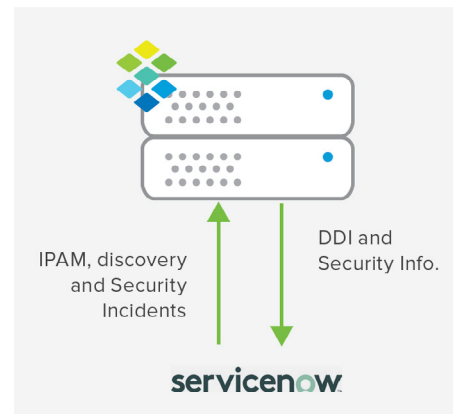 IPAM, discovery
and Security
Incidents
DDI and
Security Info.
servicenow